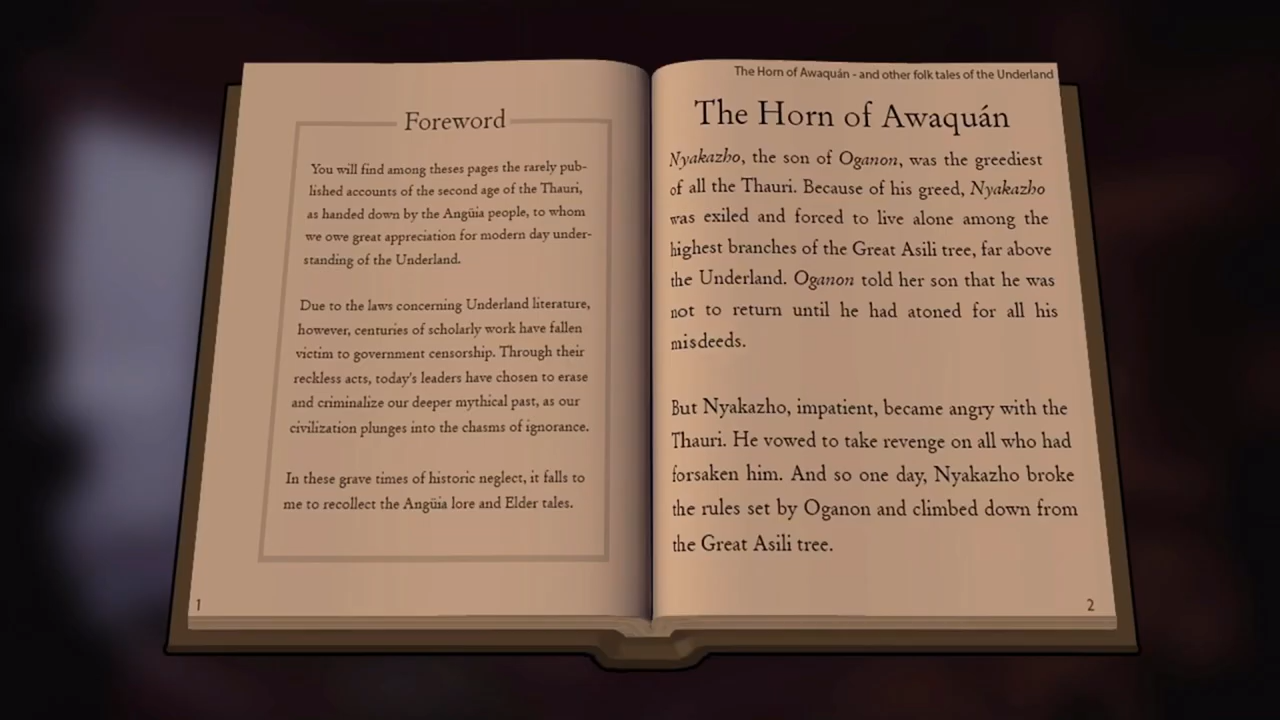 Foreword
You will find among theses pages the rarely pub-
lished accounts of the second age of the Thauri,
as handed down by the Angüia people, to whom
we owe great appreciation for modern day under-
standing of the Underland.
Due to the laws concerning Underland literature,
however, centuries of scholarly work have fallen
victim to government censorship. Through their
reckless acts, today's leaders have chosen to erase
and criminalize our deeper mythical past, as our
civilization plunges into the chasms of ignorance.
In these grave times of historic neglect, it falls to
me to recollect the Angüia lore and Elder tales.
1
The Horn of Awaquán - and other folk tales of the Underland
The Horn of Awaquán
Nyakazho, the son of Oganon, was the greediest
of all the Thauri. Because of his greed, Nyakazho
was exiled and forced to live alone among the
highest branches of the Great Asili tree, far above
the Underland. Oganon told her son that he was
not to return until he had atoned for all his
misdeeds.
But Nyakazho, impatient, became angry with the
Thauri. He vowed to take revenge on all who had
forsaken him. And so one day, Nyakazho broke
the rules set by Oganon and climbed down from
the Great Asili tree.
2